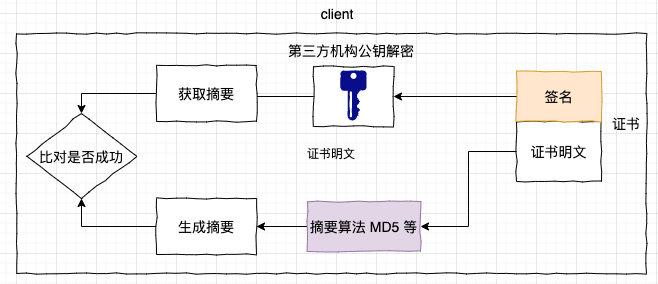 client
第三方机构公钥解密
获取摘要
签名
证书
比对是否成功
证书明文
证书明文
生成摘要
摘要算法 MD5 等